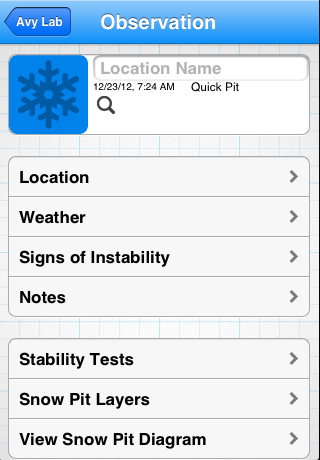 Avy Lab
Observation
Location Name
12/23/12, 7:24 AM Quick Pit
Location
Weather
Signs of Instability
Notes
Stability Tests
Snow Pit Layers
View Snow Pit Diagram